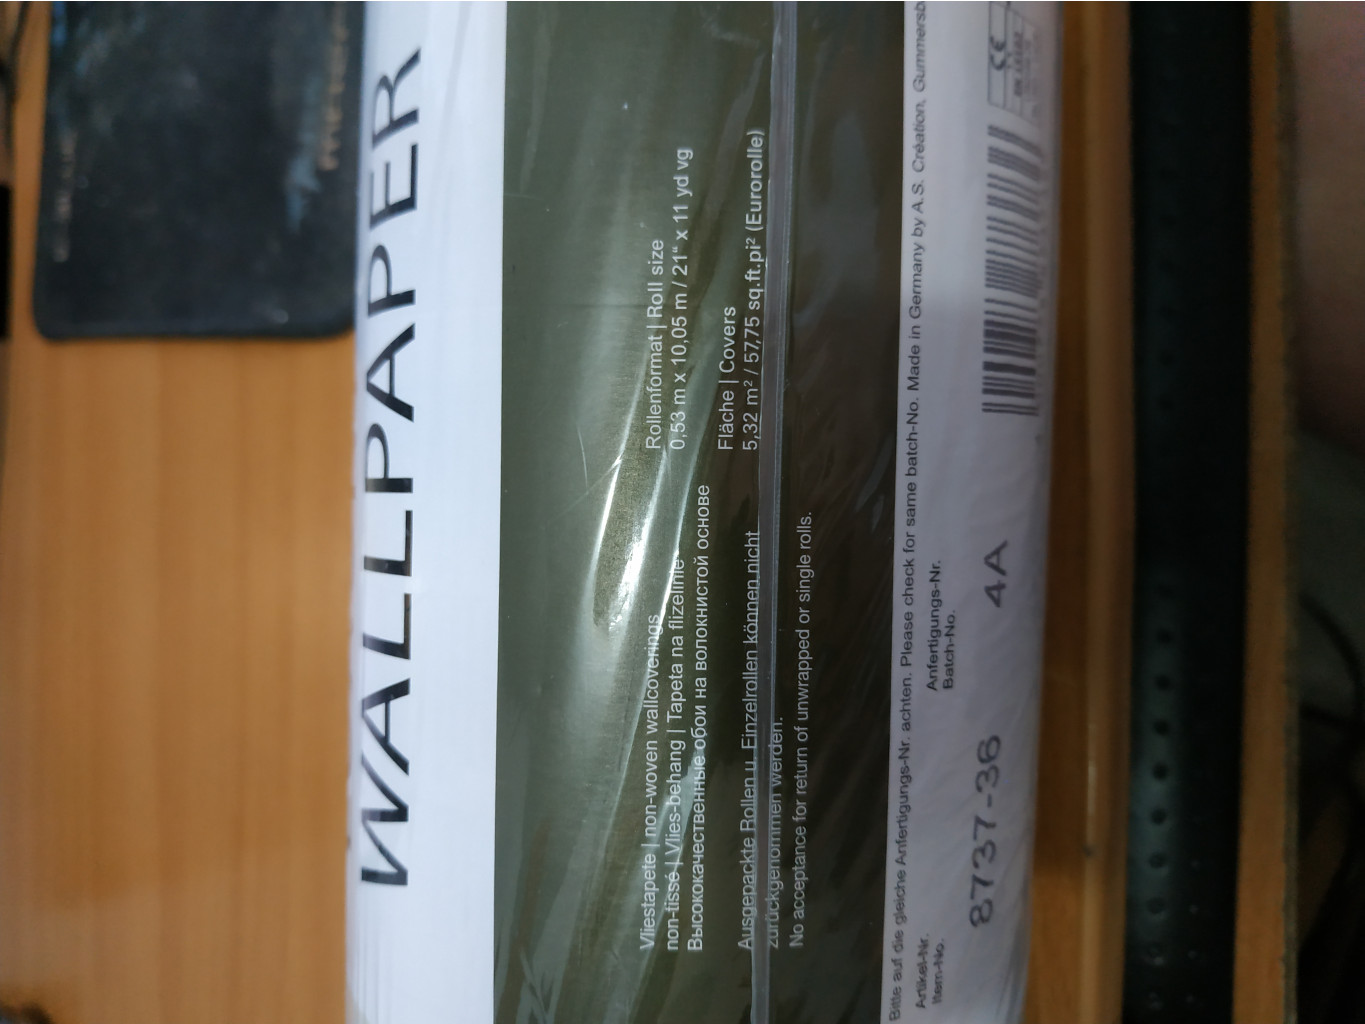 WALLPAPER
Vliestapete | non-woven wallcoverings
non-tissé | Vlies-behang | Tapeta na flizelinie
Высококачественные обои на волокнистой основе
Rollenformat | Roll size
0,53 m x 10,05 m / 21“ x 11 yd vg
Fläche | Covers
5,32 m² / 57,75 sq.ft.pi² (Eurorolle)
Ausgepackte Rollen u. Einzelrollen können nicht
zurückgenommen werden.
No acceptance for return of unwrapped or single rolls.
Bitte auf die gleiche Anfertigungs-Nr. achten. Please check for same batch-No. Made in Germany by A.S. Création, Gummersb
Artikel-Nr.
Item-No.
8737-36
Anfertigungs-Nr.
Batch-No.
4A
CE